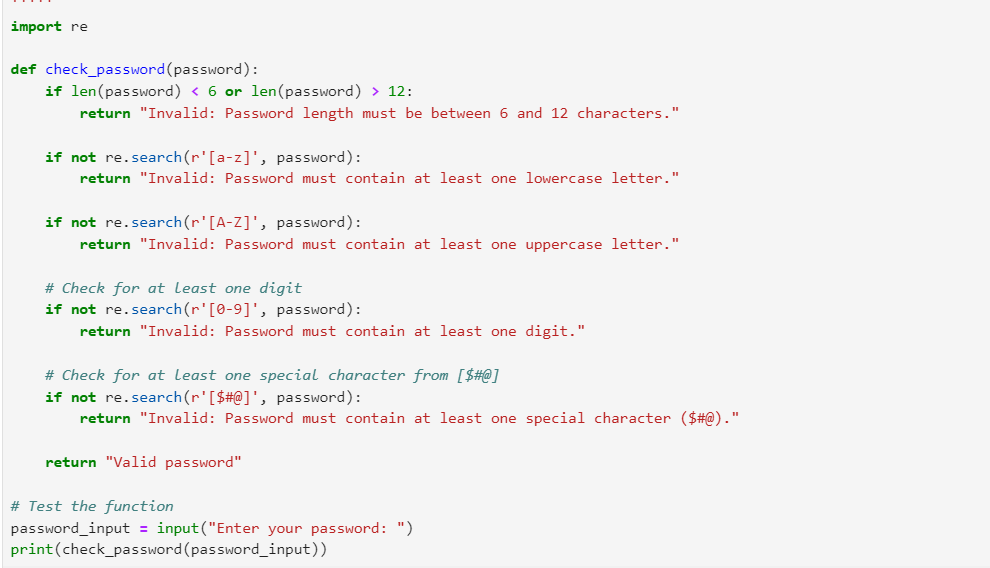 import re

def check_password(password):
    if len(password) < 6 or len(password) > 12:
        return "Invalid: Password length must be between 6 and 12 characters."

    if not re.search(r'[a-z]', password):
        return "Invalid: Password must contain at least one lowercase letter."

    if not re.search(r'[A-Z]', password):
        return "Invalid: Password must contain at least one uppercase letter."

    # Check for at least one digit
    if not re.search(r'[0-9]', password):
        return "Invalid: Password must contain at least one digit."

    # Check for at least one special character from [$#@]
    if not re.search(r'[$#@]', password):
        return "Invalid: Password must contain at least one special character ($#@)."

    return "Valid password"

# Test the function
password_input = input("Enter your password: ")
print(check_password(password_input))